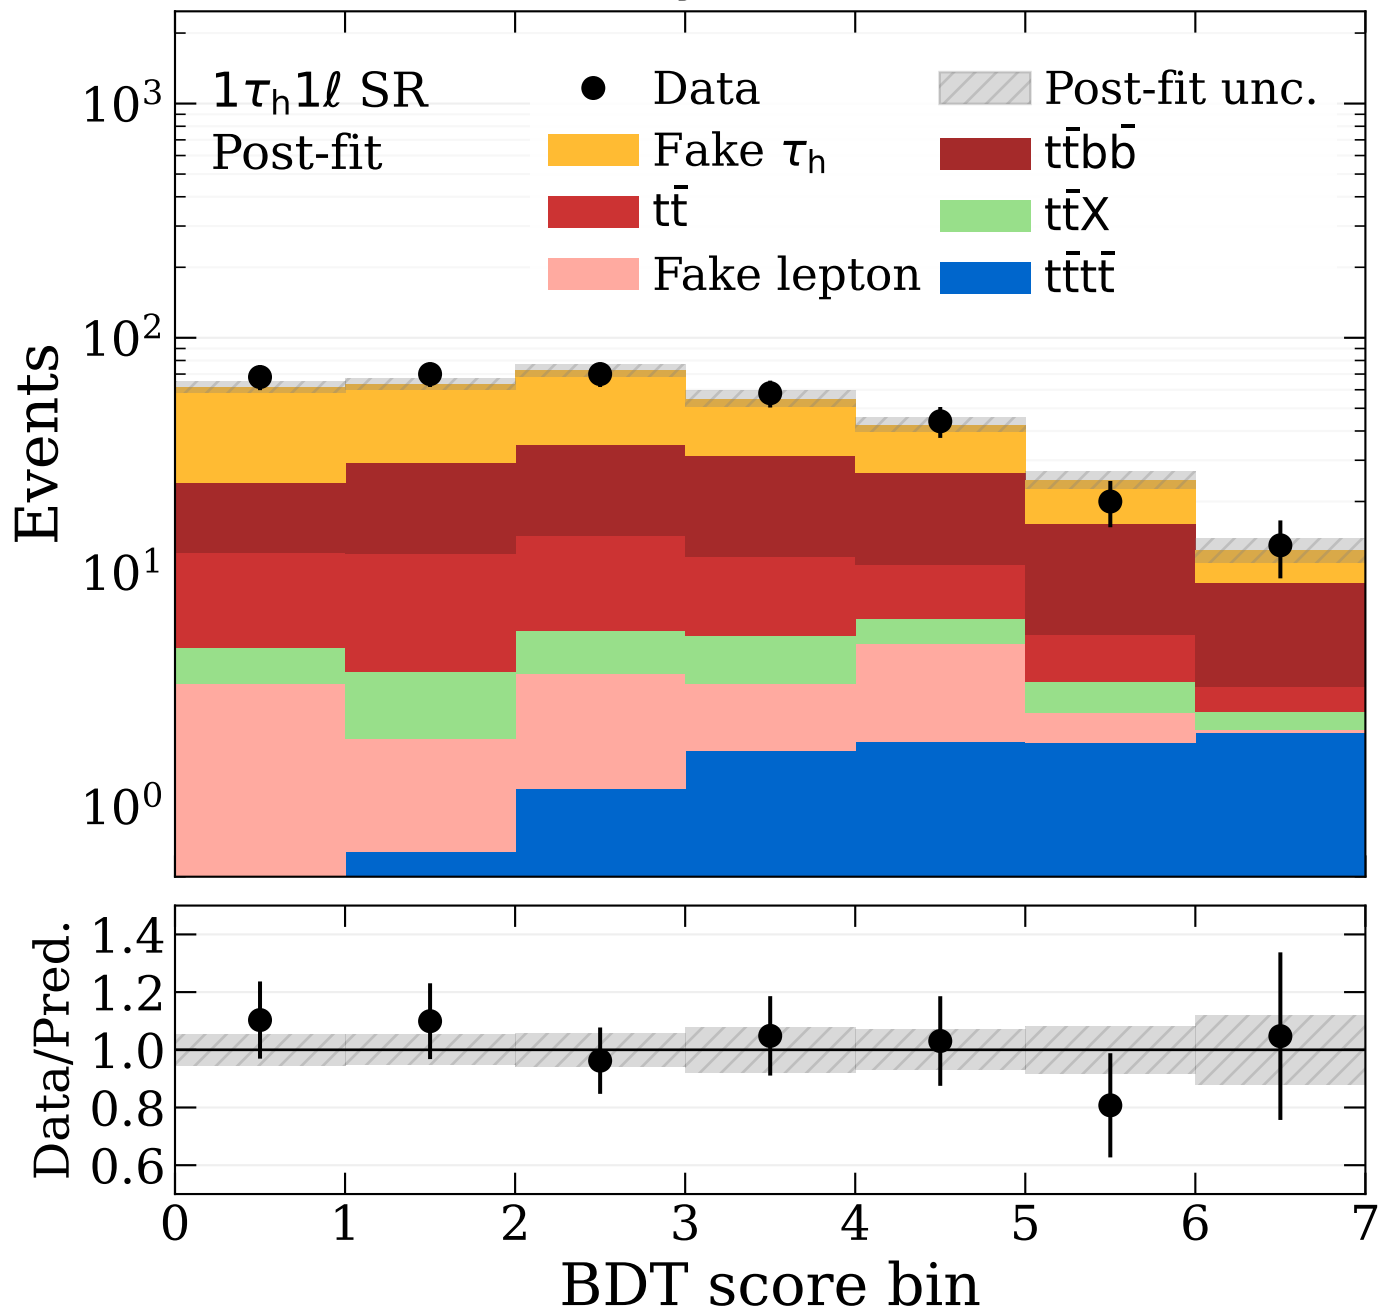 1τₕ1ℓ SR
Post-fit
Data
Fake τₕ
tt̄
Fake lepton
Post-fit unc.
tt̄bb̄
tt̄X
tt̄tt̄
Events
10³
10²
10¹
10⁰
Data/Pred.
1.4
1.2
1.0
0.8
0.6
0 1 2 3 4 5 6 7
BDT score bin